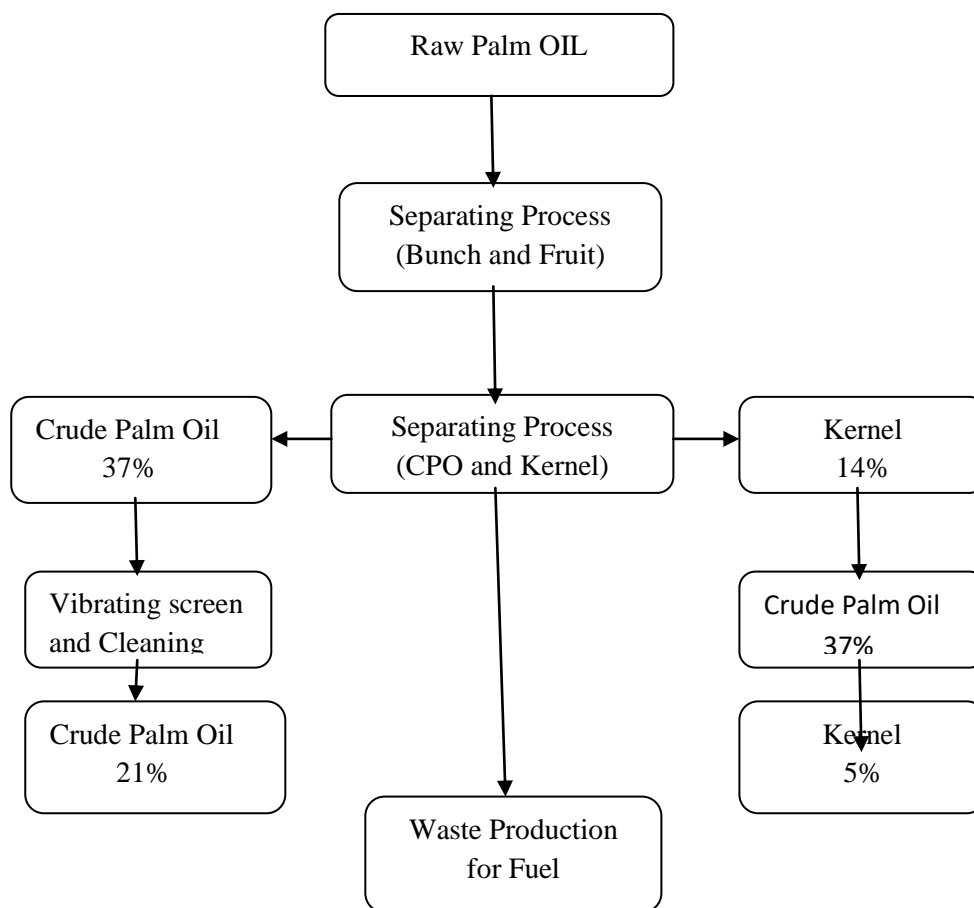 Raw Palm OIL
Separating Process
(Bunch and Fruit)
Crude Palm Oil
37%
Separating Process
(CPO and Kernel)
Kernel
14%
Vibrating screen
and Cleaning
Crude Palm Oil
37%
Crude Palm Oil
21%
Kernel
5%
Waste Production
for Fuel